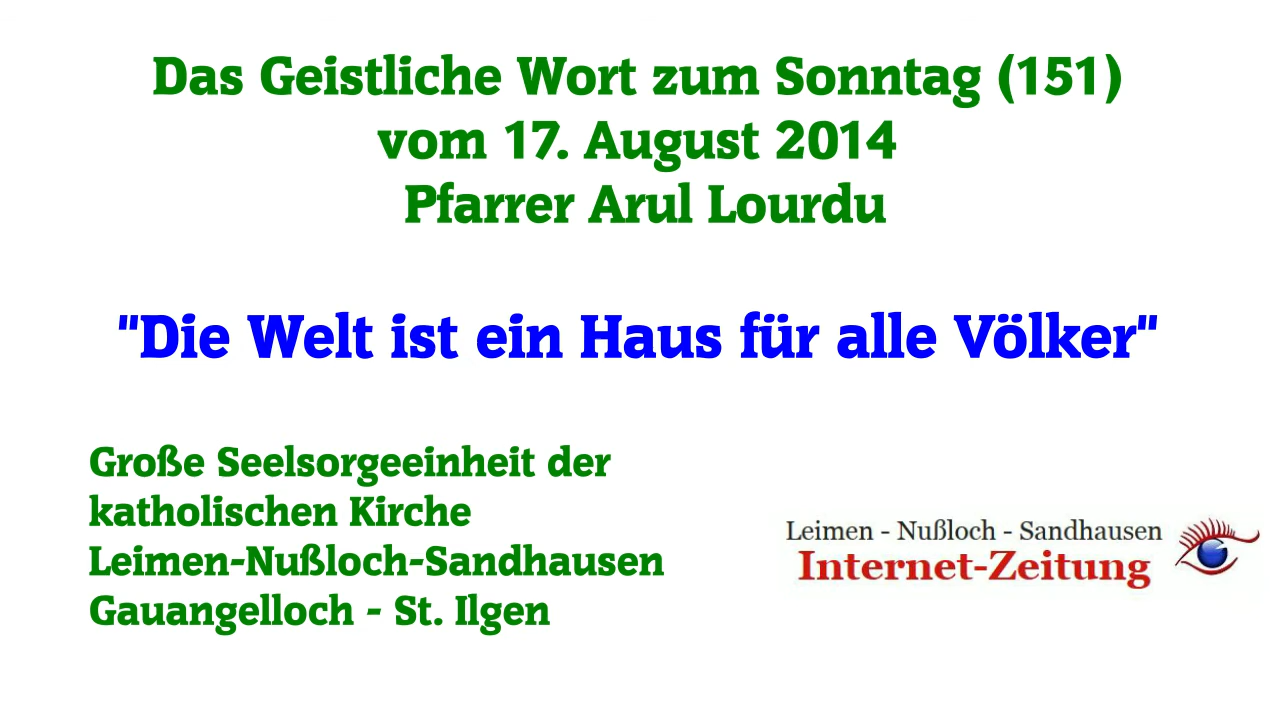 Das Geistliche Wort zum Sonntag (151)
vom 17. August 2014
Pfarrer Arul Lourdu
"Die Welt ist ein Haus für alle Völker"
Große Seelsorgeeinheit der
katholischen Kirche
Leimen-Nußloch-Sandhausen
Gauangelloch - St. Ilgen
Leimen - Nußloch - Sandhausen
Internet-Zeitung